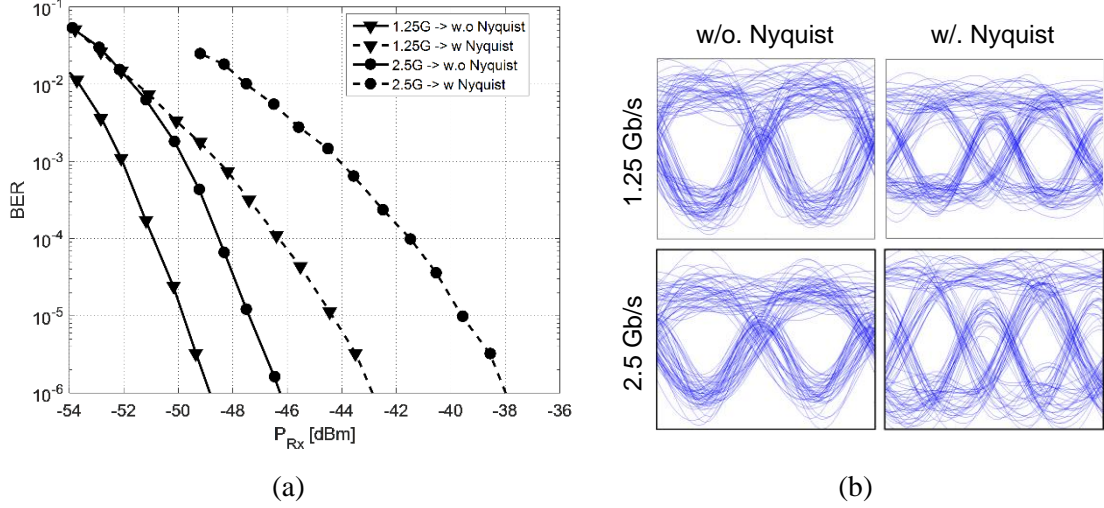 1.25G -> w.o Nyquist
1.25G -> w Nyquist
2.5G -> w.o Nyquist
2.5G -> w Nyquist
BER
10-1
10-2
10-3
10-4
10-5
10-6
-54 -52 -50 -48 -46 -44 -42 -40 -38 -36
PRx [dBm]
(a)
w/o. Nyquist w/. Nyquist
1.25 Gb/s
2.5 Gb/s
(b)